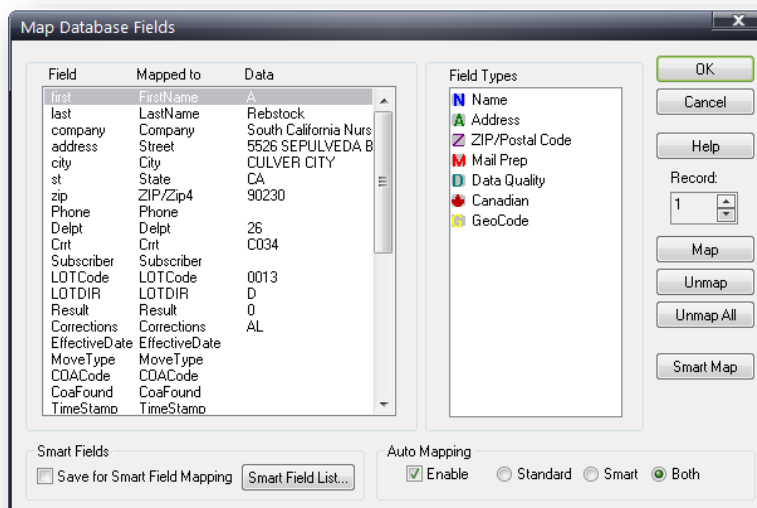 Map Database Fields
X
Field Mapped to Data
first FirstName A
last LastName Rebstock
company Company South California Nurs
address Street 5526 SEPULVEDA B
city City CULVER CITY
st State CA
zip ZIP/Zip4 90230
Phone Phone
Delpt Delpt 26
Crrt Crrt C034
Subscriber Subscriber
LOTCode LOTCode 0013
LOTDIR LOTDIR D
Result Result 0
Corrections Corrections AL
EffectiveDate EffectiveDate
MoveType MoveType
COACode COACode
CoaFound CoaFound
TimeStamp TimeStamp
Field Types
N Name
A Address
Z ZIP/Postal Code
M Mail Prep
D Data Quality
Canadian
G GeoCode
OK
Cancel
Help
Record:
1
Map
Unmap
Unmap All
Smart Map
Smart Fields
Save for Smart Field Mapping Smart Field List...
Auto Mapping
Enable Standard Smart Both